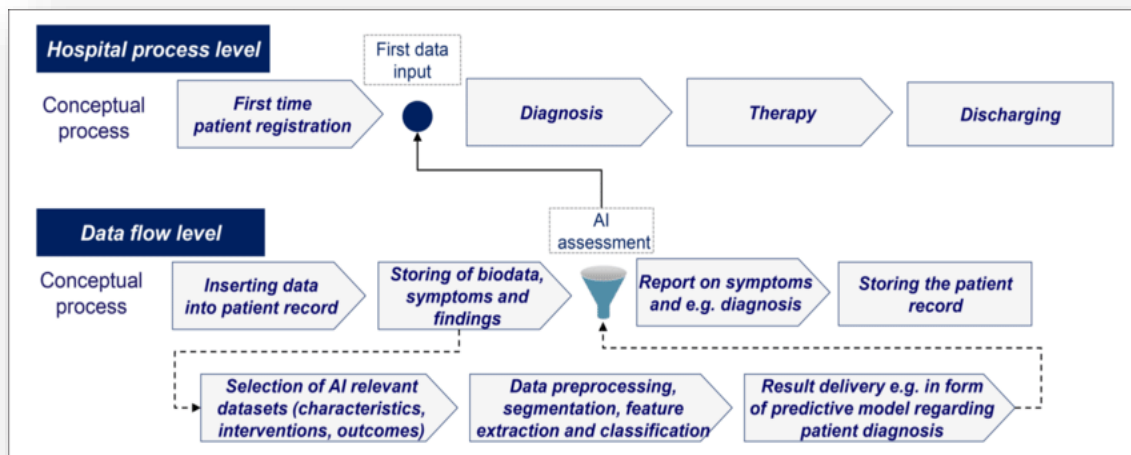 Hospital process level
First data
input
Conceptual
process
First time
patient registration
Diagnosis
Therapy
Discharging
Data flow level
AI
assessment
Conceptual
process
Inserting data
into patient record
Storing of biodata,
symptoms and
findings
Report on symptoms
and e.g. diagnosis
Storing the patient
record
Selection of AI relevant
datasets (characteristics,
interventions, outcomes)
Data preprocessing,
segmentation, feature
extraction and classification
Result delivery e.g. in form
of predictive model regarding
patient diagnosis